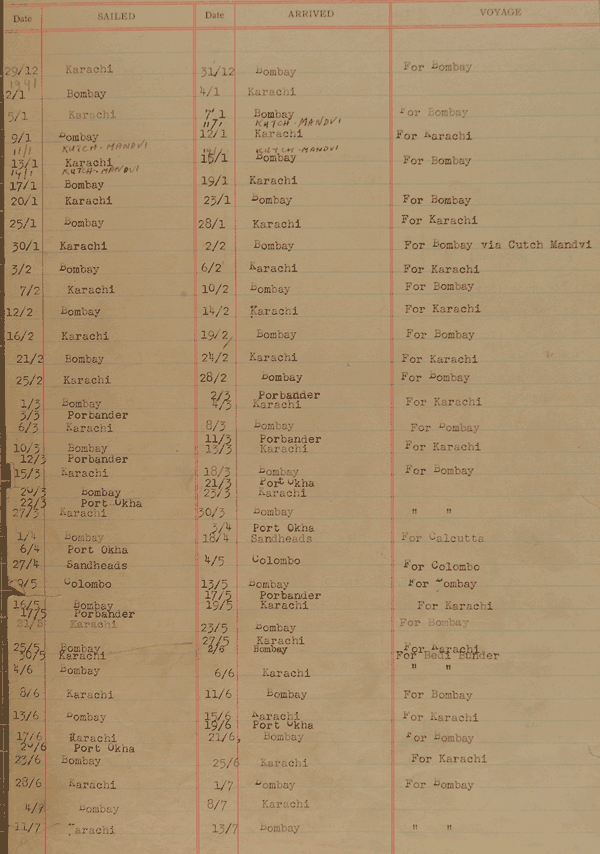 Date SAILED Date ARRIVED VOYAGE
29/12 Karachi 31/12 Bombay For Bombay
1941
2/1 Bombay 4/1 Karachi
5/1 Karachi 7/1 Bombay For Bombay
11/1 KUTCH-MANDVI
9/1 Bombay 12/1 Karachi For Karachi
11/1 KUTCH-MANDVI 14/1 KUTCH-MANDVI
13/1 Karachi 15/1 Bombay For Bombay
14/1 KUTCH-MANDVI
17/1 Bombay 19/1 Karachi
20/1 Karachi 23/1 Bombay For Bombay
25/1 Bombay 28/1 Karachi For Karachi
30/1 Karachi 2/2 Bombay For Bombay via Cutch Mandvi
3/2 Bombay 6/2 Karachi For Karachi
7/2 Karachi 10/2 Bombay For Bombay
12/2 Bombay 14/2 Karachi For Karachi
16/2 Karachi 19/2 Bombay For Bombay
21/2 Bombay 24/2 Karachi For Karachi
25/2 Karachi 28/2 Bombay For Bombay
2/3 Porbander
1/3 Bombay 4/3 Karachi For Karachi
3/3 Porbander
6/3 Karachi 8/3 Bombay For Bombay
11/3 Porbander
10/3 Bombay 13/3 Karachi For Karachi
12/3 Porbander
15/3 Karachi 18/3 Bombay For Bombay
21/3 Port Okha
20/3 Bombay 23/3 Karachi
22/3 Port Okha
27/3 Karachi 30/3 Bombay " "
3/4 Port Okha
1/4 Bombay 18/4 Sandheads For Calcutta
6/4 Port Okha
27/4 Sandheads 4/5 Colombo For Colombo
9/5 Colombo 13/5 Bombay For Bombay
17/5 Porbander
16/5 Bombay 19/5 Karachi For Karachi
17/5 Porbander
21/5 Karachi 23/5 Bombay For Bombay
27/5 Karachi
25/5 Bombay 2/6 Bombay For Karachi
30/5 Karachi For Bedi Bunder
4/6 Bombay 6/6 Karachi " "
8/6 Karachi 11/6 Bombay For Bombay
13/6 Bombay 15/6 Karachi For Karachi
19/6 Port Okha
17/6 Karachi 21/6, Bombay For Bombay
20/6 Port Okha
23/6 Bombay 25/6 Karachi For Karachi
28/6 Karachi 1/7 Bombay For Bombay
4/7 Bombay 8/7 Karachi
11/7 Karachi 13/7 Bombay " "